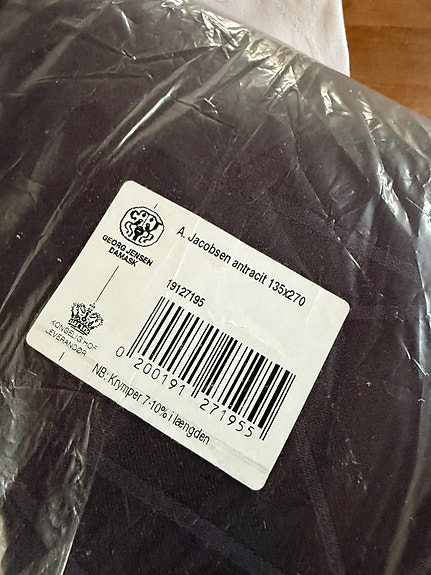 GEORG JENSEN
DAMASK
A. Jacobsen antracit 135x270
19127195
KONGELIG HOF
LEVERANDØR
0 200191 271955
NB: Krymper 7-10% i længden